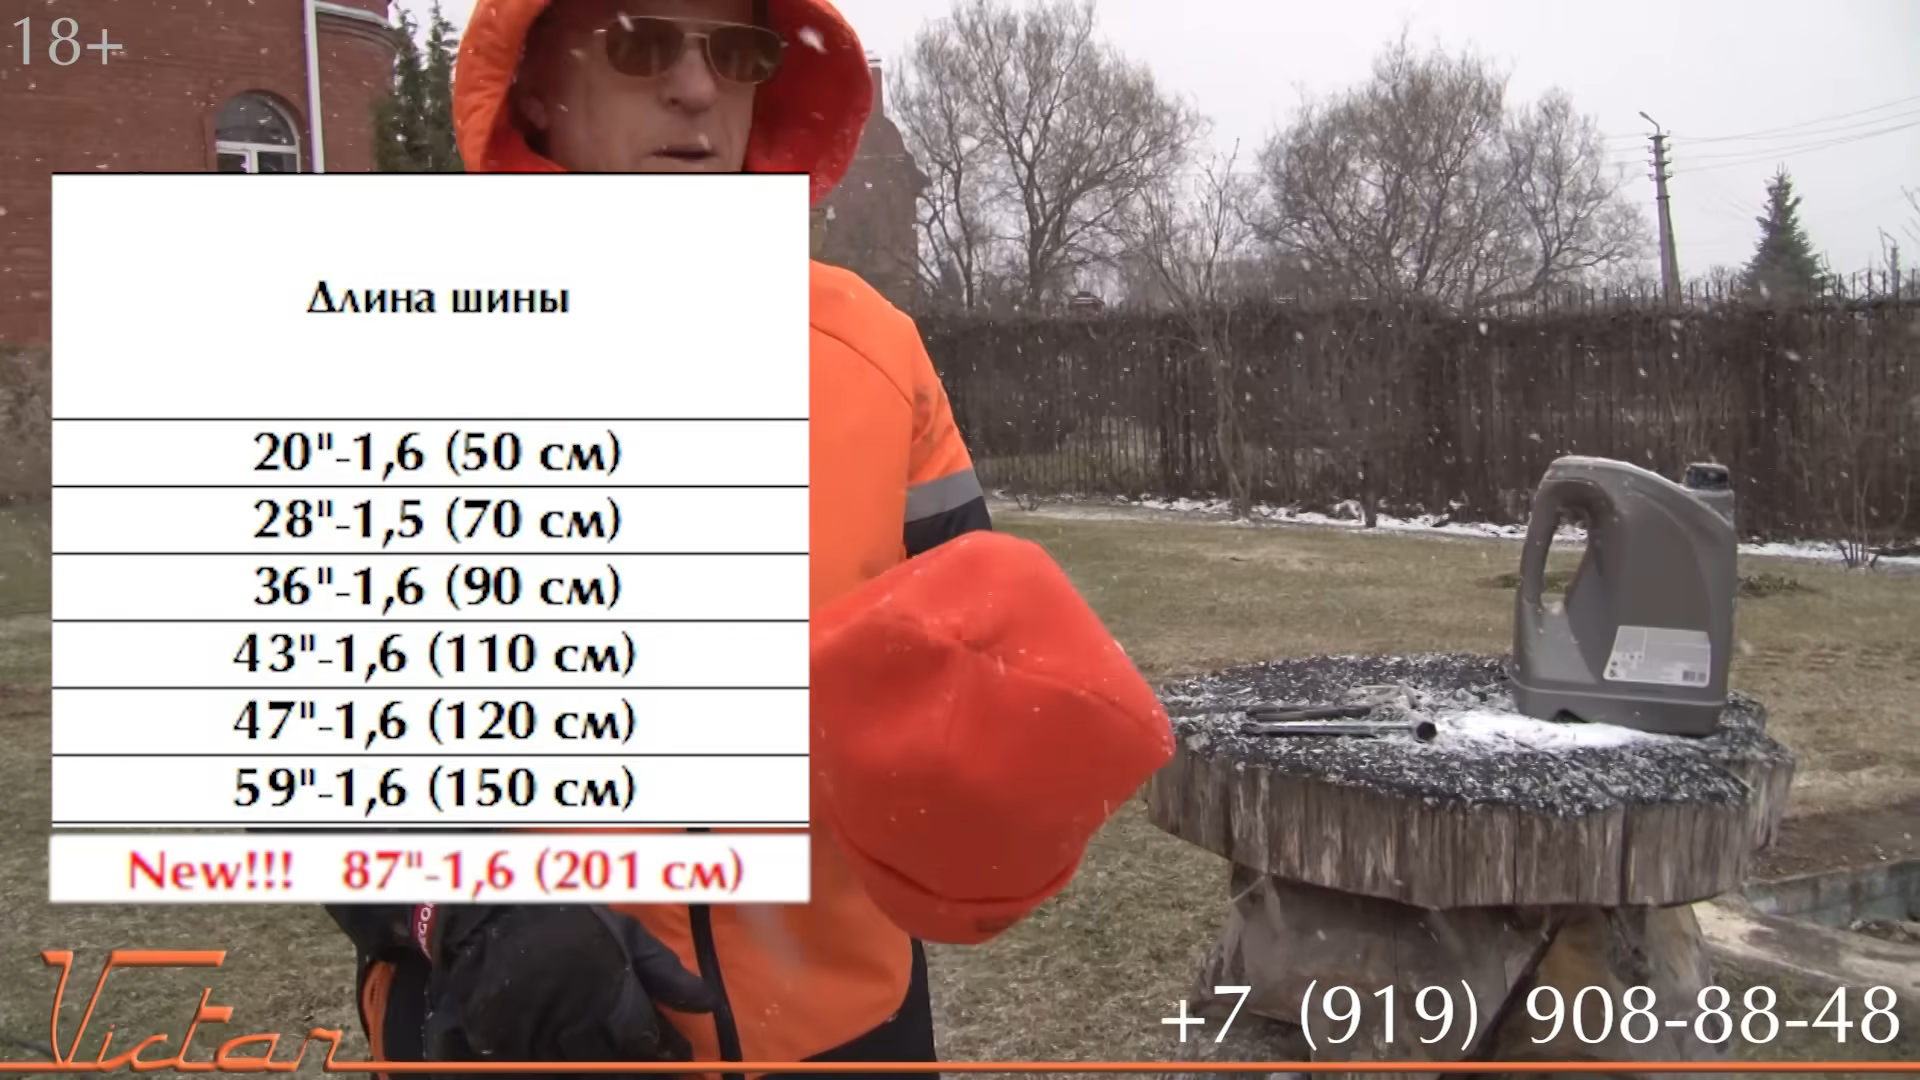 18+
Длина шины
20"-1,6 (50 см)
28"-1,5 (70 см)
36"-1,6 (90 см)
43"-1,6 (110 см)
47"-1,6 (120 см)
59"-1,6 (150 см)
New!!! 87"-1,6 (201 см)
Victar
+7 (919) 908-88-48